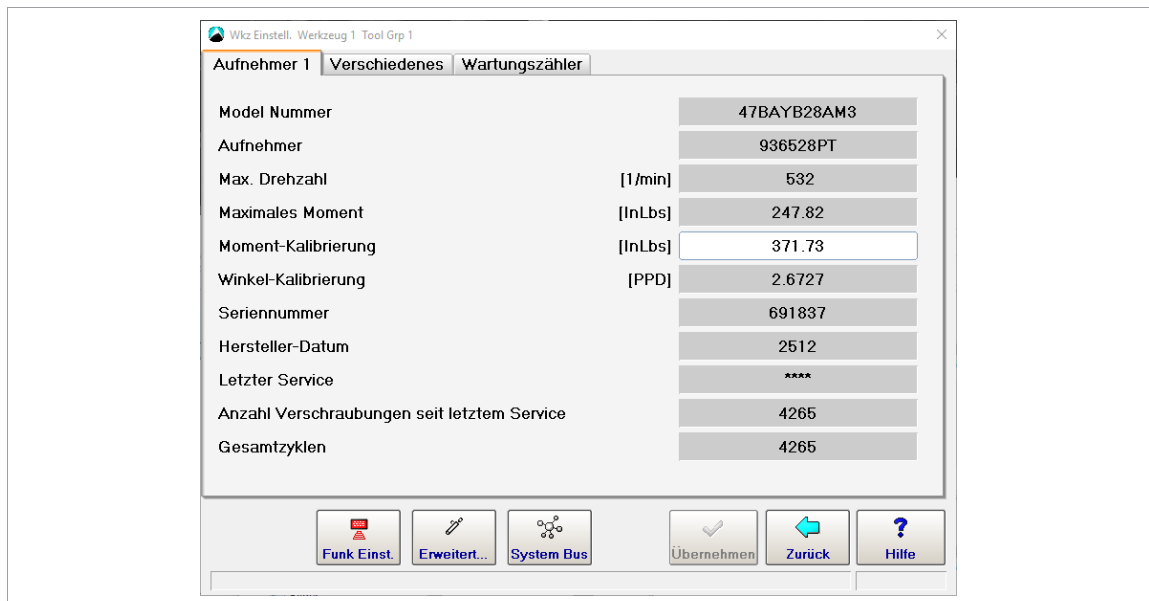 Wkz Einstell. Werkzeug 1 Tool Grp 1
Aufnehmer 1 Verschiedenes Wartungszähler
Model Nummer 47BAYB28AM3
Aufnehmer 936528PT
Max. Drehzahl [1/min] 532
Maximales Moment [InLbs] 247.82
Moment-Kalibrierung [InLbs] 371.73
Winkel-Kalibrierung [PPD] 2.6727
Seriennummer 691837
Hersteller-Datum 2512
Letzter Service ****
Anzahl Verschraubungen seit letztem Service 4265
Gesamtzyklen 4265
Funk Einst. Erweitert... System Bus Übernehmen Zurück Hilfe